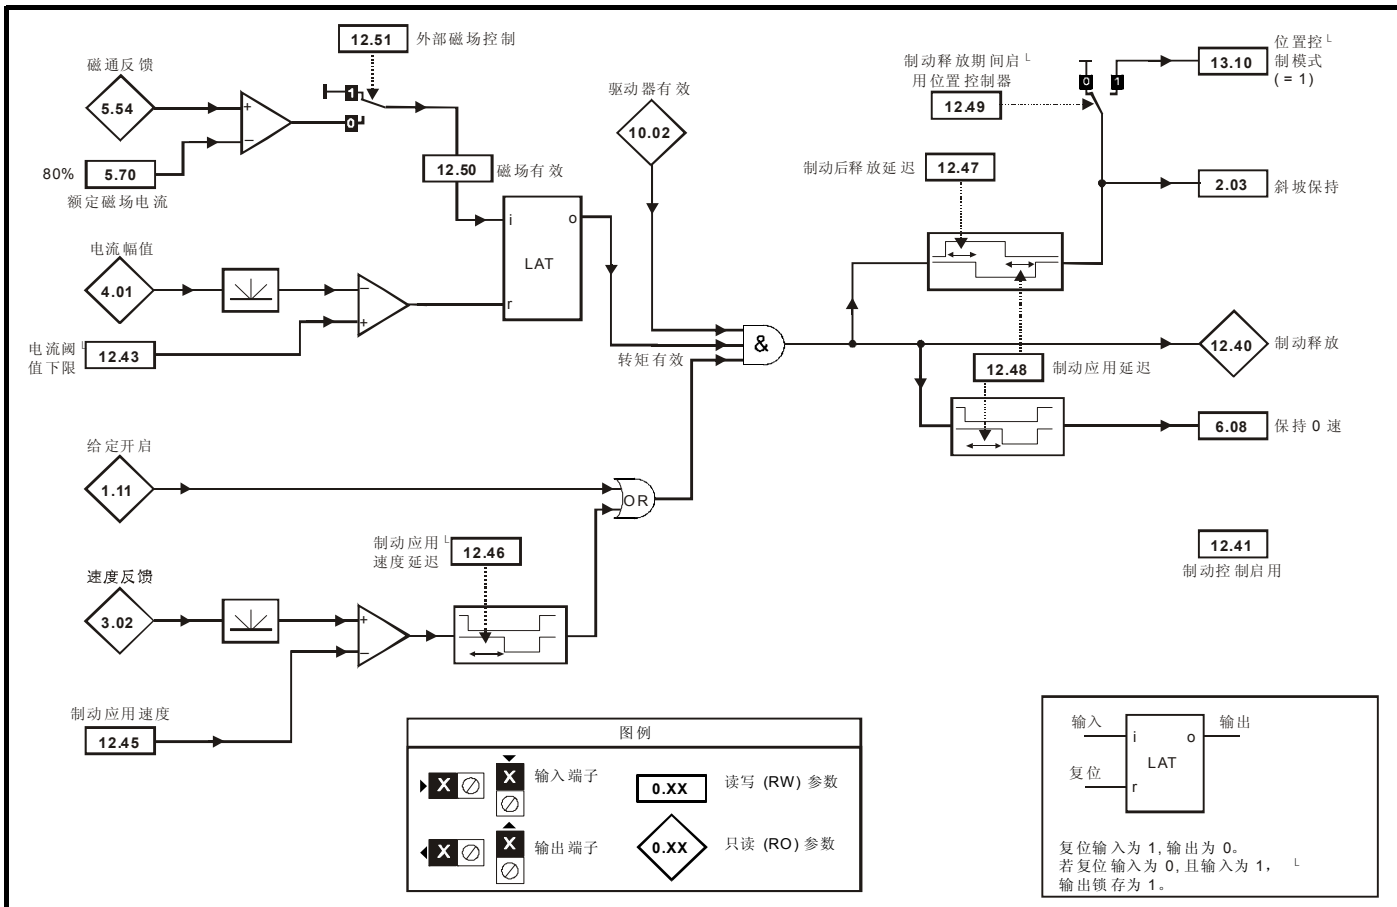 12.51 外部磁场控制
磁通反馈
5.54
+
−
1
0
80% 5.70
额定磁场电流
12.50 磁场有效
驱动器有效
10.02
制动释放期间启
用位置控制器
12.49
0 1
13.10
位置控
制模式
(= 1)
制动后释放延迟 12.47
2.03 斜坡保持
i o
LAT
r
电流幅值
4.01
−
+
电流阈
值下限
12.43
转矩有效
&
12.40 制动释放
12.48 制动应用延迟
6.08 保持 0 速
给定开启
1.11
OR
12.41
制动控制启用
制动应用
速度延迟
12.46
速度反馈
3.02
+
−
制动应用速度
12.45
图例
X X 输入端子
0.XX 读写 (RW) 参数
X X 输出端子
0.XX 只读 (RO) 参数
输入 i o 输出
LAT
复位 r
复位输入为 1, 输出为 0。
若复位输入为 0, 且输入为 1，
输出锁存为 1。